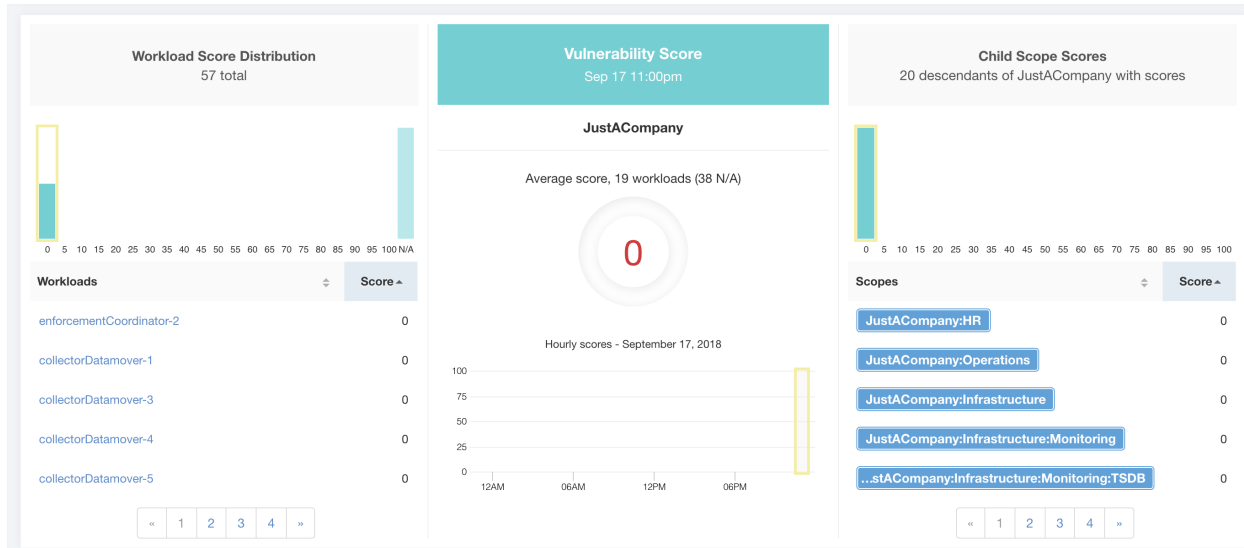 Workload Score Distribution
57 total
0 5 10 15 20 25 30 35 40 45 50 55 60 65 70 75 80 85 90 95 100 N/A
Workloads Score
enforcementCoordinator-2 0
collectorDatamover-1 0
collectorDatamover-3 0
collectorDatamover-4 0
collectorDatamover-5 0
« 1 2 3 4 »
Vulnerability Score
Sep 17 11:00pm
JustACompany
Average score, 19 workloads (38 N/A)
0
Hourly scores - September 17, 2018
100
75
50
25
0
12AM 06AM 12PM 06PM
Child Scope Scores
20 descendants of JustACompany with scores
0 5 10 15 20 25 30 35 40 45 50 55 60 65 70 75 80 85 90 95 100
Scopes Score
JustACompany:HR 0
JustACompany:Operations 0
JustACompany:Infrastructure 0
JustACompany:Infrastructure:Monitoring 0
...stACompany:Infrastructure:Monitoring:TSDB 0
« 1 2 3 4 »